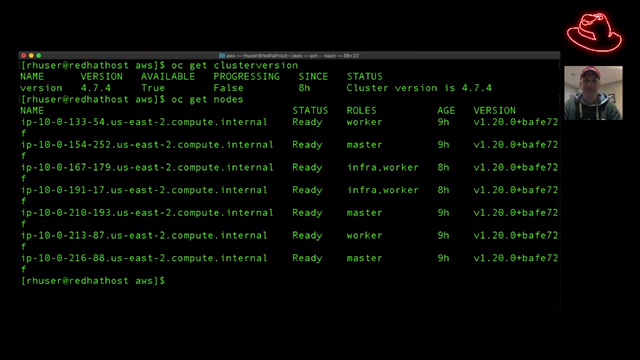 aws — rhuser@redhathost:~/aws — ssh ‹ -bash — 89×22
[rhuser@redhathost aws]$ oc get clusterversion
NAME VERSION AVAILABLE PROGRESSING SINCE STATUS
version 4.7.4 True False 8h Cluster version is 4.7.4
[rhuser@redhathost aws]$ oc get nodes
NAME STATUS ROLES AGE VERSION
ip-10-0-133-54.us-east-2.compute.internal Ready worker 9h v1.20.0+bafe72
f
ip-10-0-154-252.us-east-2.compute.internal Ready master 9h v1.20.0+bafe72
f
ip-10-0-167-179.us-east-2.compute.internal Ready infra,worker 8h v1.20.0+bafe72
f
ip-10-0-191-17.us-east-2.compute.internal Ready infra,worker 8h v1.20.0+bafe72
f
ip-10-0-210-193.us-east-2.compute.internal Ready master 9h v1.20.0+bafe72
f
ip-10-0-213-87.us-east-2.compute.internal Ready worker 9h v1.20.0+bafe72
f
ip-10-0-216-88.us-east-2.compute.internal Ready master 9h v1.20.0+bafe72
f
[rhuser@redhathost aws]$